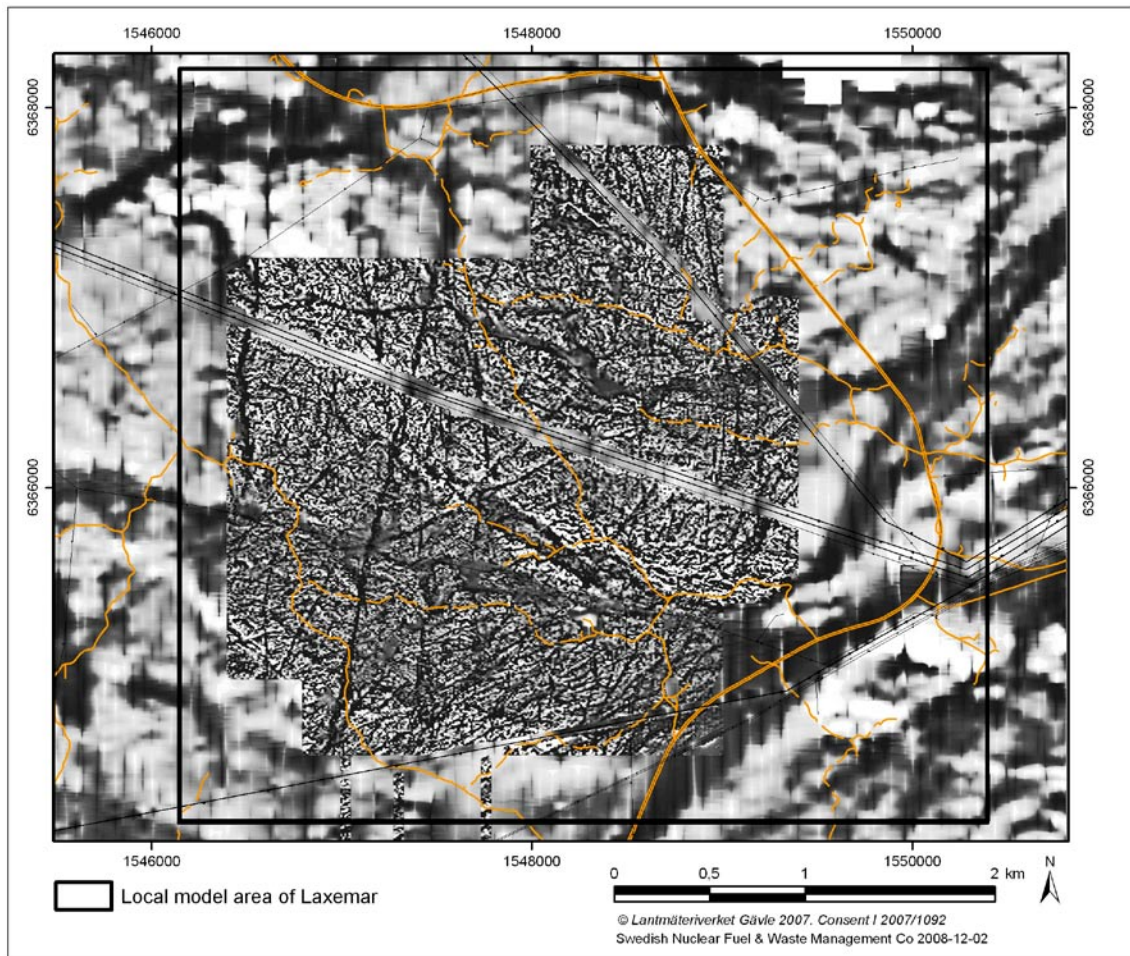 1546000 1548000 1550000
6368000 6368000
6366000 6366000
1546000 1548000 1550000
Local model area of Laxemar
0 0,5 1 2 km
N
© Lantmäteriverket Gävle 2007. Consent I 2007/1092
Swedish Nuclear Fuel & Waste Management Co 2008-12-02